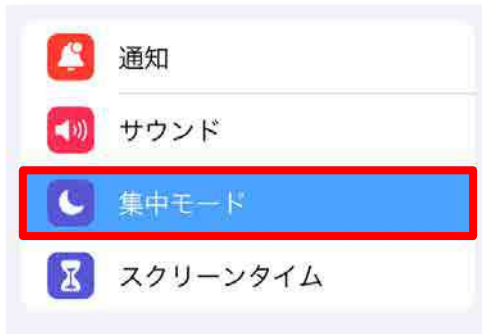 通知
サウンド
集中モード
スクリーンタイム